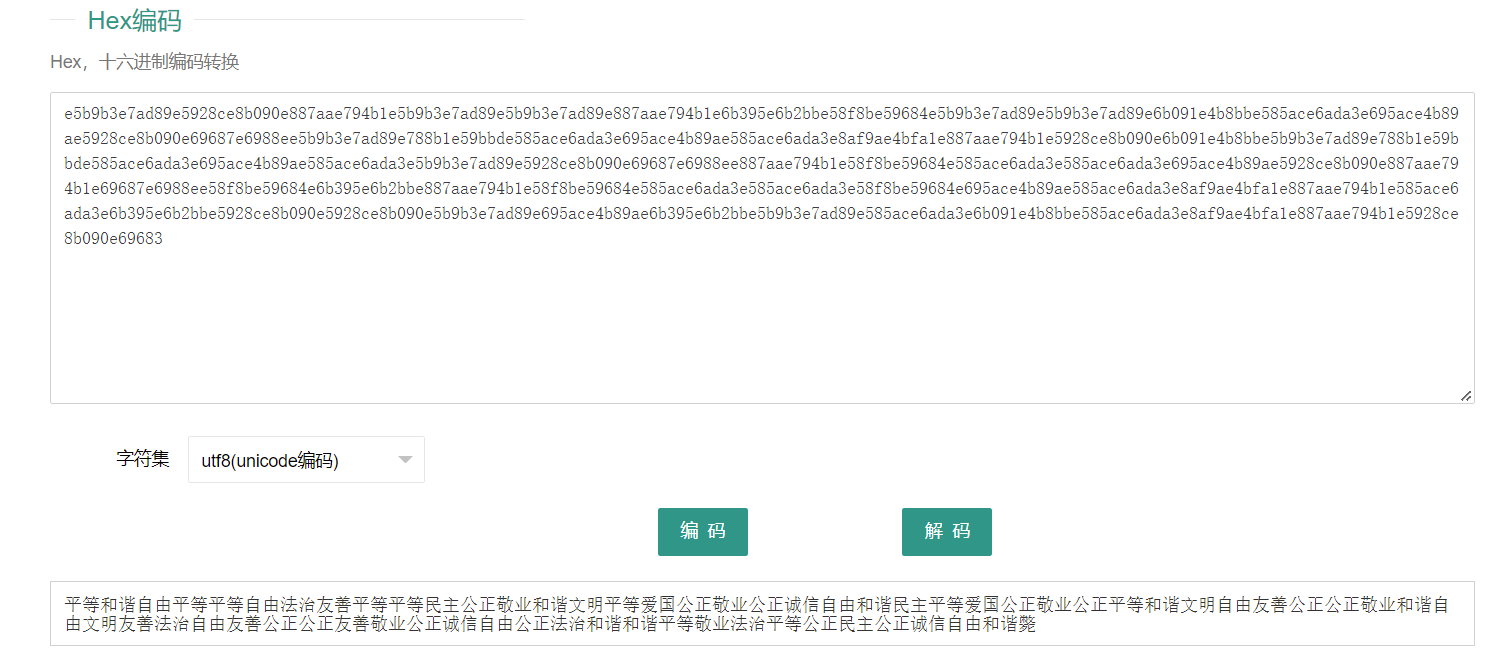 Hex编码
Hex，十六进制编码转换
e5b9b3e7ad89e5928ce8b090e887aae794b1e5b9b3e7ad89e5b9b3e7ad89e887aae794b1e6b395e6b2bbe58f8be59684e5b9b3e7ad89e5b9b3e7ad89e6b091e4b8bbe585ace6ada3e695ace4b89
ae5928ce8b090e69687e6988ee5b9b3e7ad89e788b1e59bbde585ace6ada3e695ace4b89ae585ace6ada3e8af9ae4bfa1e887aae794b1e5928ce8b090e6b091e4b8bbe5b9b3e7ad89e788b1e59b
bde585ace6ada3e695ace4b89ae585ace6ada3e5b9b3e7ad89e5928ce8b090e69687e6988ee887aae794b1e58f8be59684e585ace6ada3e585ace6ada3e695ace4b89ae5928ce8b090e887aae79
4b1e69687e6988ee58f8be59684e6b395e6b2bbe887aae794b1e58f8be59684e585ace6ada3e585ace6ada3e58f8be59684e695ace4b89ae585ace6ada3e8af9ae4bfa1e887aae794b1e585ace6
ada3e6b395e6b2bbe5928ce8b090e5928ce8b090e5b9b3e7ad89e695ace4b89ae6b395e6b2bbe5b9b3e7ad89e585ace6ada3e6b091e4b8bbe585ace6ada3e8af9ae4bfa1e887aae794b1e5928ce
8b090e69683
字符集 utf8(unicode编码)
编 码 解 码
平等和谐自由平等平等自由法治友善平等平等民主公正敬业和谐文明平等爱国公正敬业公正诚信自由和谐民主平等爱国公正敬业公正平等和谐文明自由友善公正公正敬业和谐自
由文明友善法治自由友善公正公正友善敬业公正诚信自由公正法治和谐和谐平等敬业法治平等公正民主公正诚信自由和谐斃